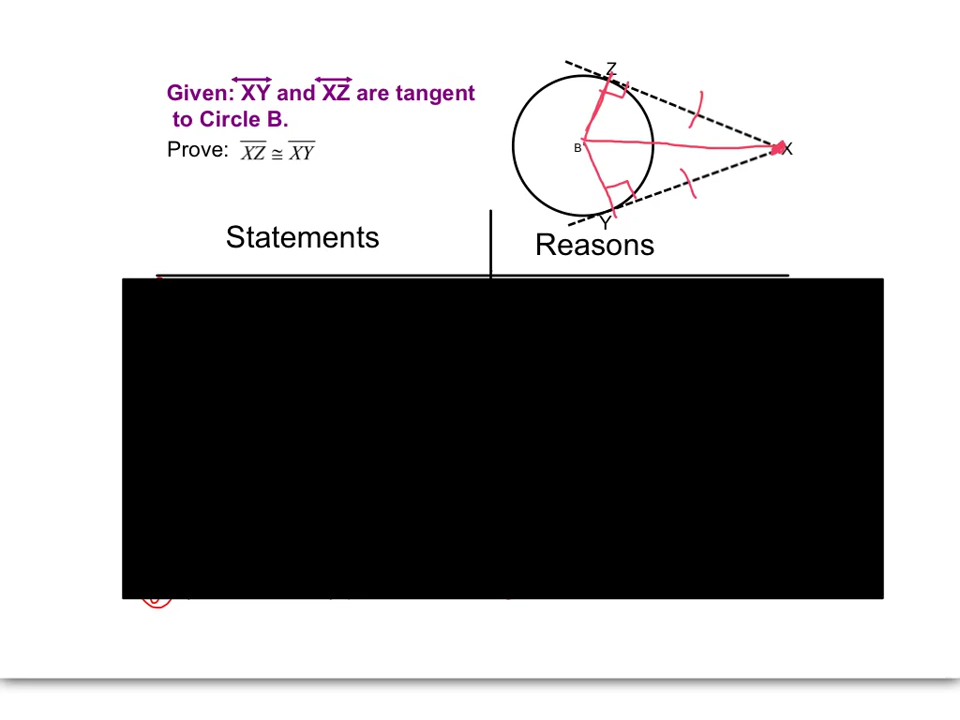 Given: XY and XZ are tangent
to Circle B.
Prove: XZ ≅ XY
Z
B
X
Y
Statements
Reasons